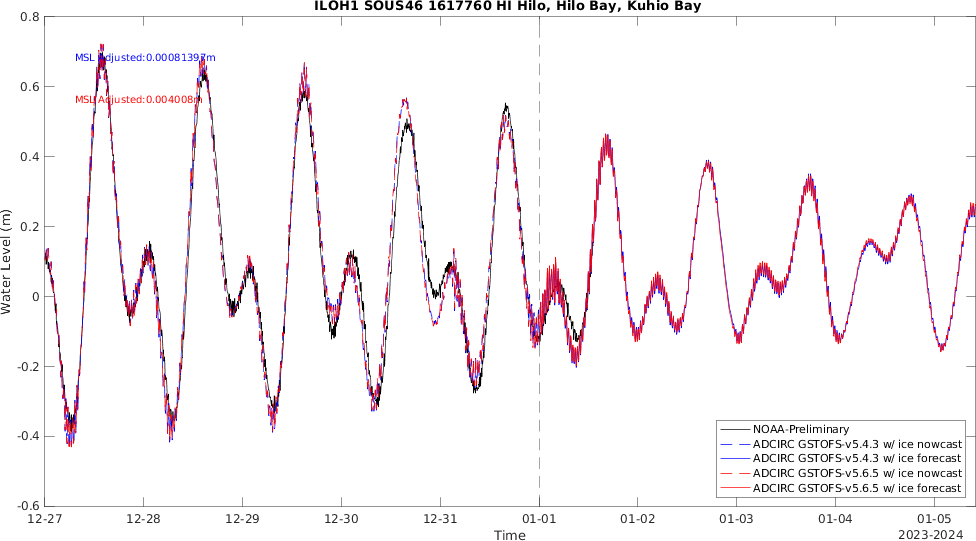 ILOH1 SOUS46 1617760 HI Hilo, Hilo Bay, Kuhio Bay
MSL Adjusted:0.00081397m
MSL Adjusted:0.004008m
Water Level (m)
0.8
0.6
0.4
0.2
0
-0.2
-0.4
-0.6
NOAA-Preliminary
ADCIRC GSTOFS-v5.4.3 w/ ice nowcast
ADCIRC GSTOFS-v5.4.3 w/ ice forecast
ADCIRC GSTOFS-v5.6.5 w/ ice nowcast
ADCIRC GSTOFS-v5.6.5 w/ ice forecast
12-27 12-28 12-29 12-30 12-31 01-01 01-02 01-03 01-04 01-05
Time
2023-2024